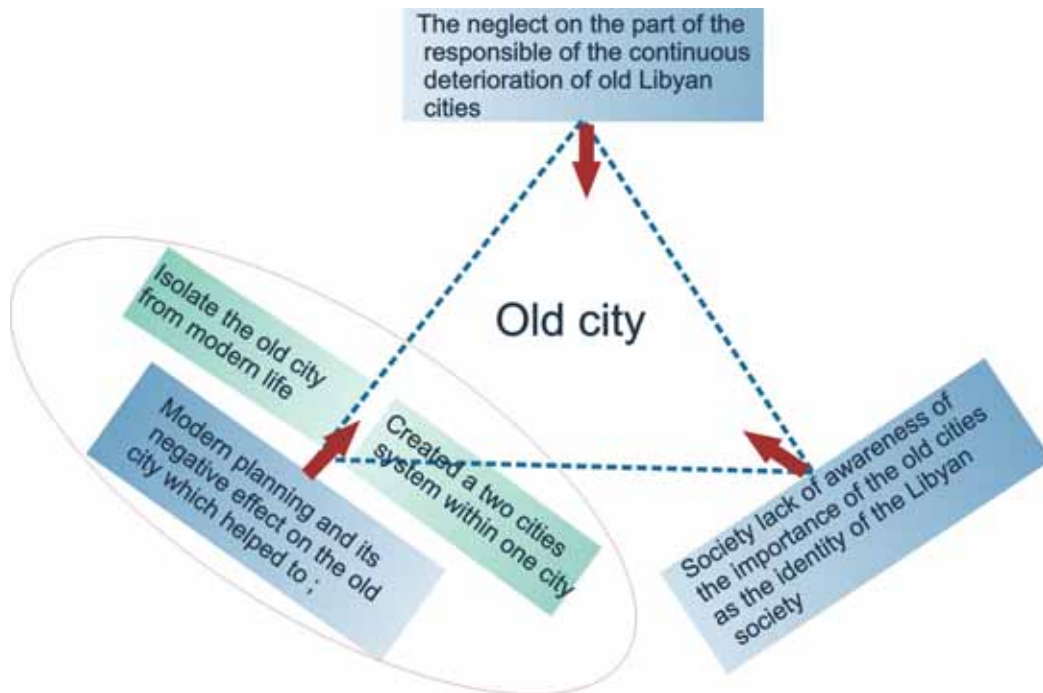 The neglect on the part of the
responsible of the continuous
deterioration of old Libyan
cities
Old city
Isolate the old city
from modern life
Modern planning and its
negative effect on the old
city which helped to ;
Created a two cities
system within one city
Society lack of awareness of
the importance of the old cities
as the identity of the Libyan
society